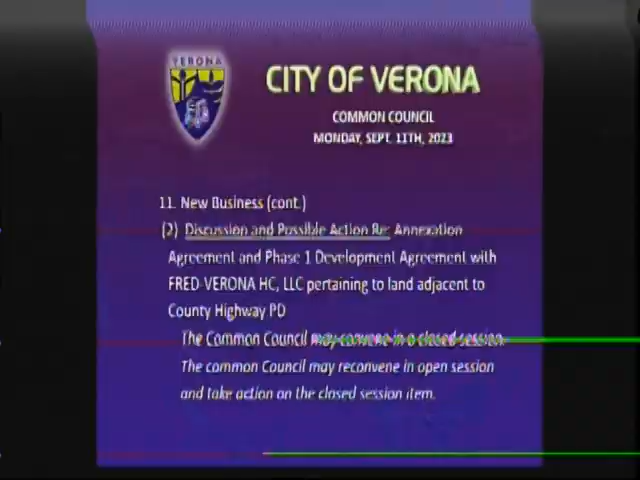 VERONA
CITY OF VERONA
COMMON COUNCIL
MONDAY, SEPT. 11TH, 2023
11. New Business (cont.)
(2) Discussion and Possible Action Re: Annexation
Agreement and Phase 1 Development Agreement with
FRED-VERONA HC, LLC pertaining to land adjacent to
County Highway PD
The Common Council may convene in a closed session.
The common Council may reconvene in open session
and take action on the closed session item.